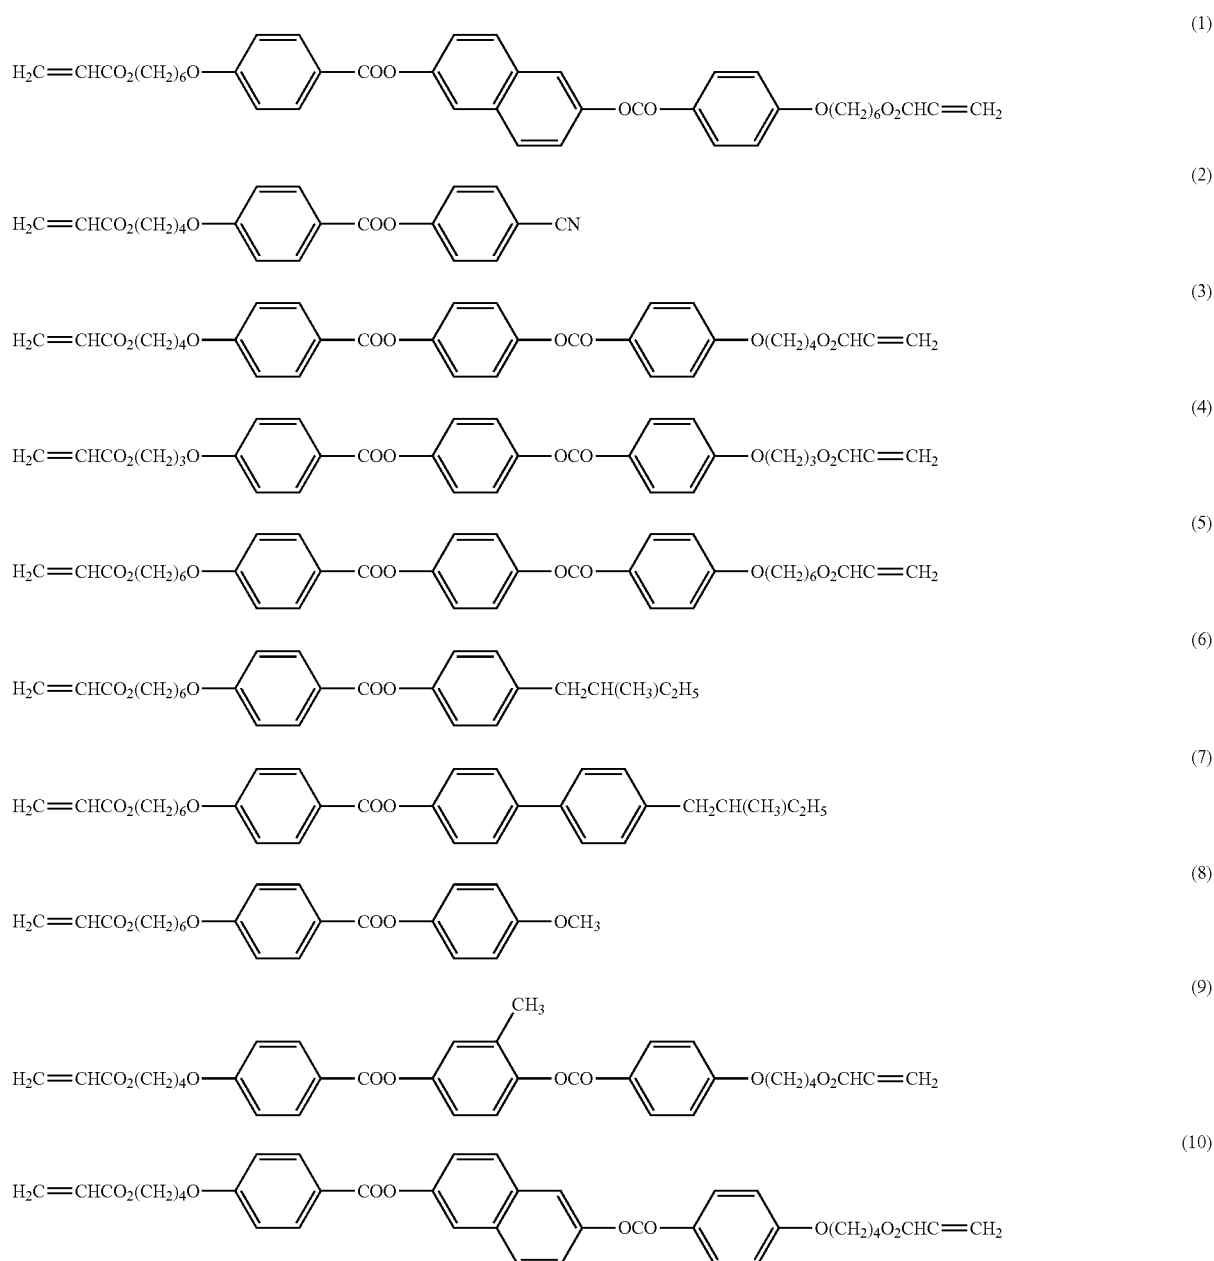 (1)
H₂C=CHCO₂(CH₂)₆O COO OCO O(CH₂)₆O₂CHC=CH₂
(2)
H₂C=CHCO₂(CH₂)₄O COO CN
(3)
H₂C=CHCO₂(CH₂)₄O COO OCO O(CH₂)₄O₂CHC=CH₂
(4)
H₂C=CHCO₂(CH₂)₃O COO OCO O(CH₂)₃O₂CHC=CH₂
(5)
H₂C=CHCO₂(CH₂)₆O COO OCO O(CH₂)₆O₂CHC=CH₂
(6)
H₂C=CHCO₂(CH₂)₆O COO CH₂CH(CH₃)C₂H₅
(7)
H₂C=CHCO₂(CH₂)₆O COO CH₂CH(CH₃)C₂H₅
(8)
H₂C=CHCO₂(CH₂)₆O COO OCH₃
(9)
CH₃
H₂C=CHCO₂(CH₂)₄O COO OCO O(CH₂)₄O₂CHC=CH₂
(10)
H₂C=CHCO₂(CH₂)₄O COO OCO O(CH₂)₄O₂CHC=CH₂